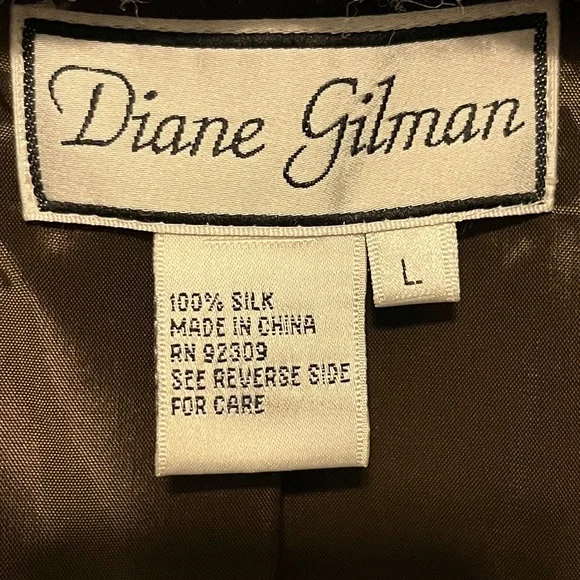 Diane Gilman
L
100% SILK
MADE IN CHINA
RN 92309
SEE REVERSE SIDE
FOR CARE